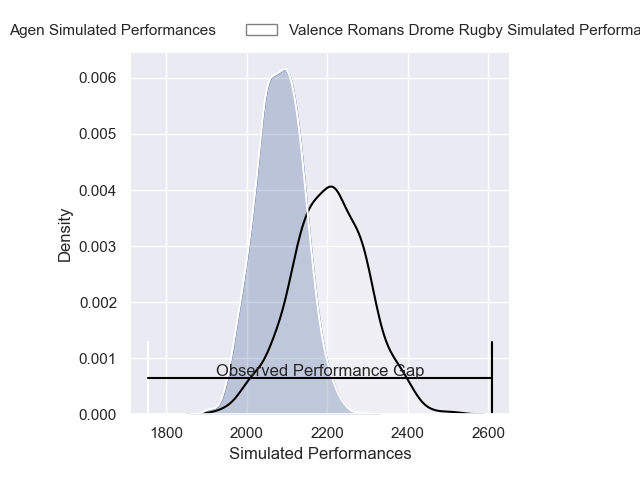 Agen Simulated Performances
Valence Romans Drome Rugby Simulated Performa
0.006
0.005
0.004
0.003
0.002
0.001
0.000
Density
Observed Performance Gap
1800 2000 2200 2400 2600
Simulated Performances